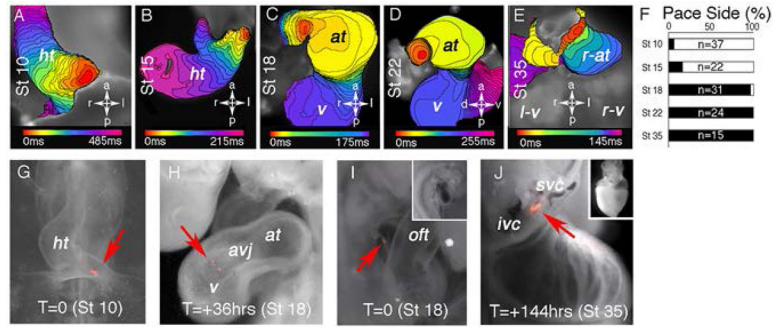 A
St 10
ht
a
r l
p
0ms 485ms
B
St 15
ht
a
r l
p
0ms 215ms
C
St 18
at
v
a
r l
p
0ms 175ms
D
St 22
at
v
a
d v
p
0ms 255ms
E
St 35
r-at
l-v
r-v
a
r l
p
0ms 145ms
F Pace Side (%)
0 100
St 10 n=37
St 15 n=22
St 18 n=31
St 22 n=24
St 35 n=15
G
ht
T=0 (St 10)
H
at
avj
v
T=+36hrs (St 18)
I
oft
T=0 (St 18)
J
svc
ivc
T=+144hrs (St 35)